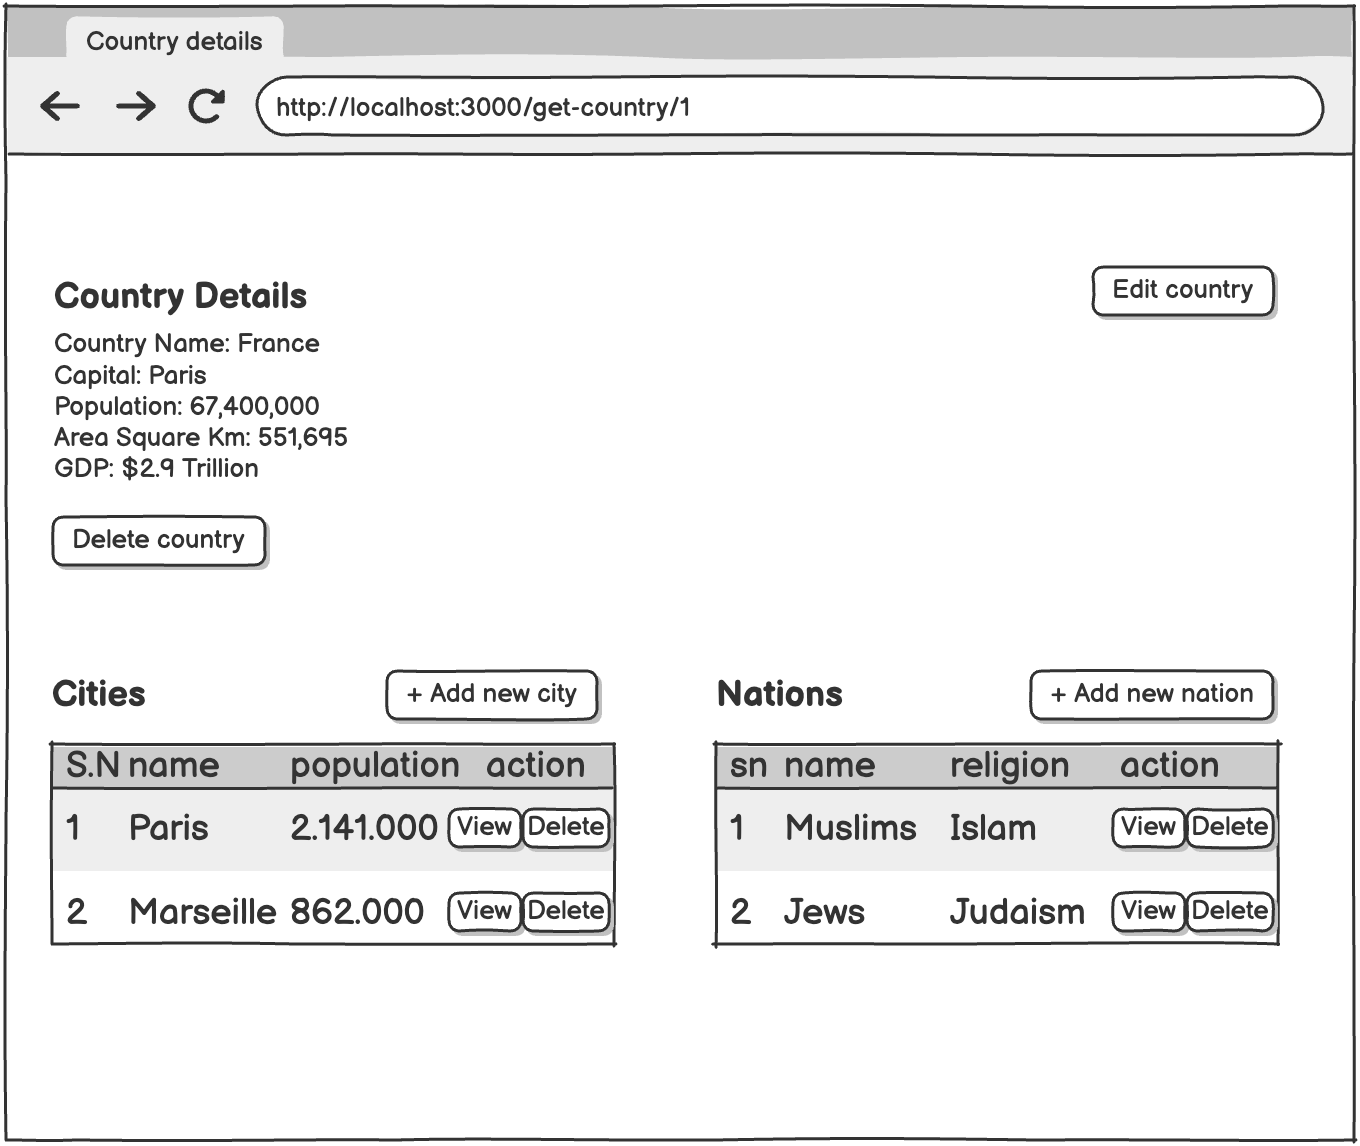 Country details
http://localhost:3000/get-country/1
Country Details
Edit country
Country Name: France
Capital: Paris
Population: 67,400,000
Area Square Km: 551,695
GDP: $2.9 Trillion
Delete country
Cities
+ Add new city
S.N name population action
1 Paris 2.141.000 View Delete
2 Marseille 862.000 View Delete
Nations
+ Add new nation
sn name religion action
1 Muslims Islam View Delete
2 Jews Judaism View Delete